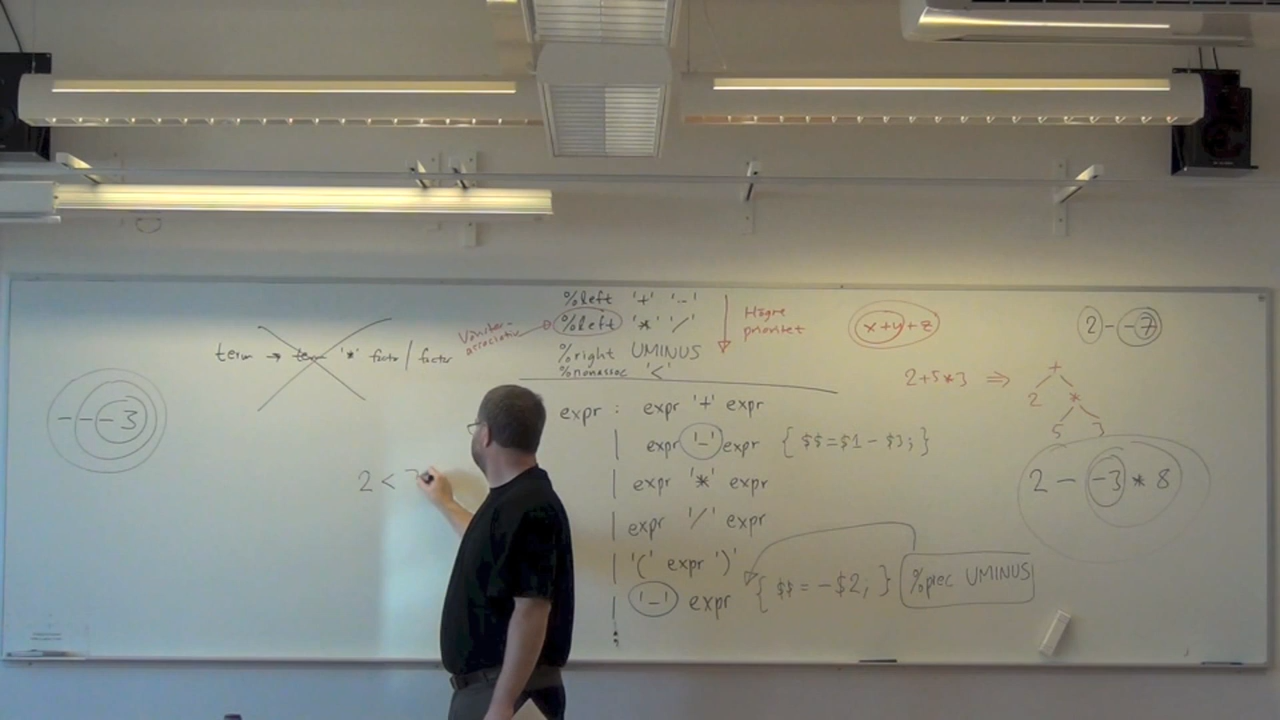 %left '+' '-'
%left '*' '/'
%right UMINUS
%nonassoc '<'
Vänster-
associativ
Högre
prioritet
x+y+z
2--7
term → term '*' factor / factor
---3
2+5*3 ⇒
+
2 *
5 3
expr : expr '+' expr
| expr '-' expr { $$=$1-$3; }
| expr '*' expr
| expr '/' expr
| '(' expr ')'
| '-' expr { $$=-$2; } %prec UMINUS
;
2 <
2 - -3 * 8